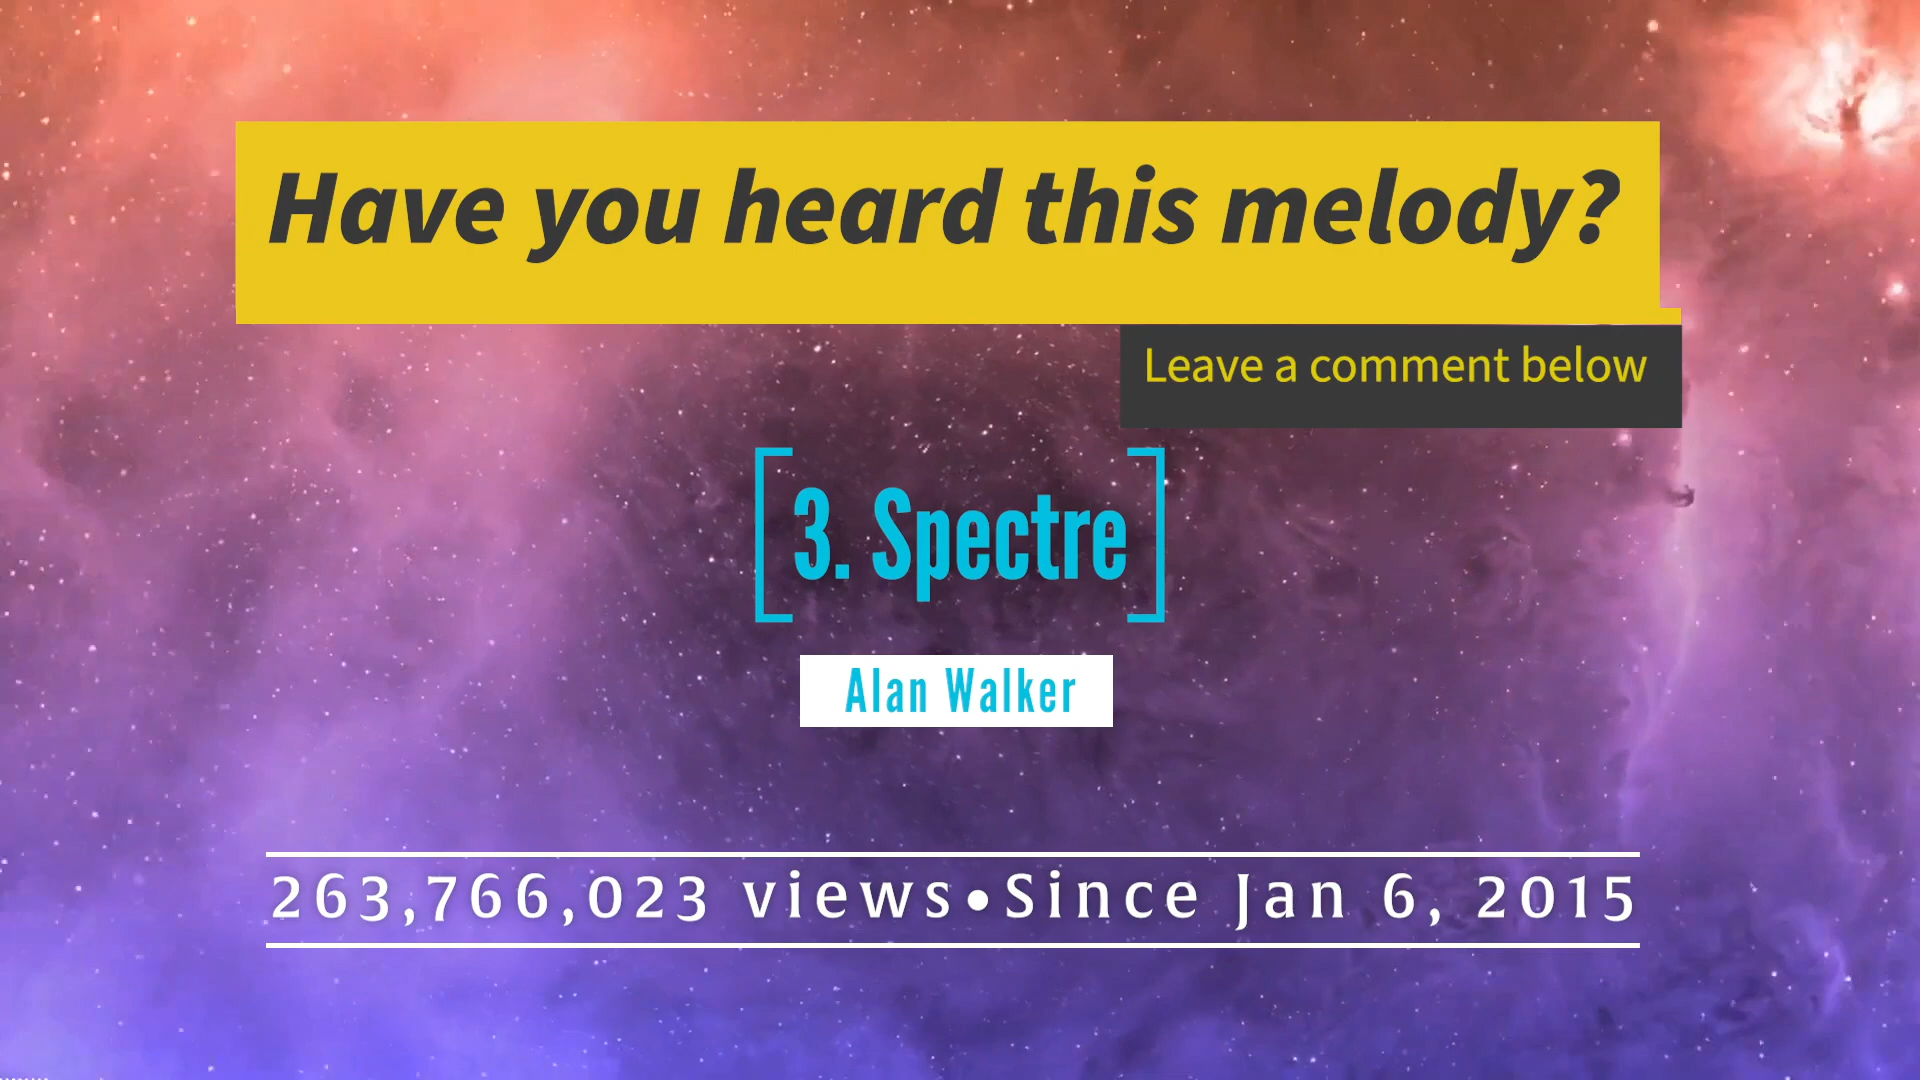 Have you heard this melody?
Leave a comment below
[3. Spectre]
Alan Walker
263,766,023 views•Since Jan 6, 2015